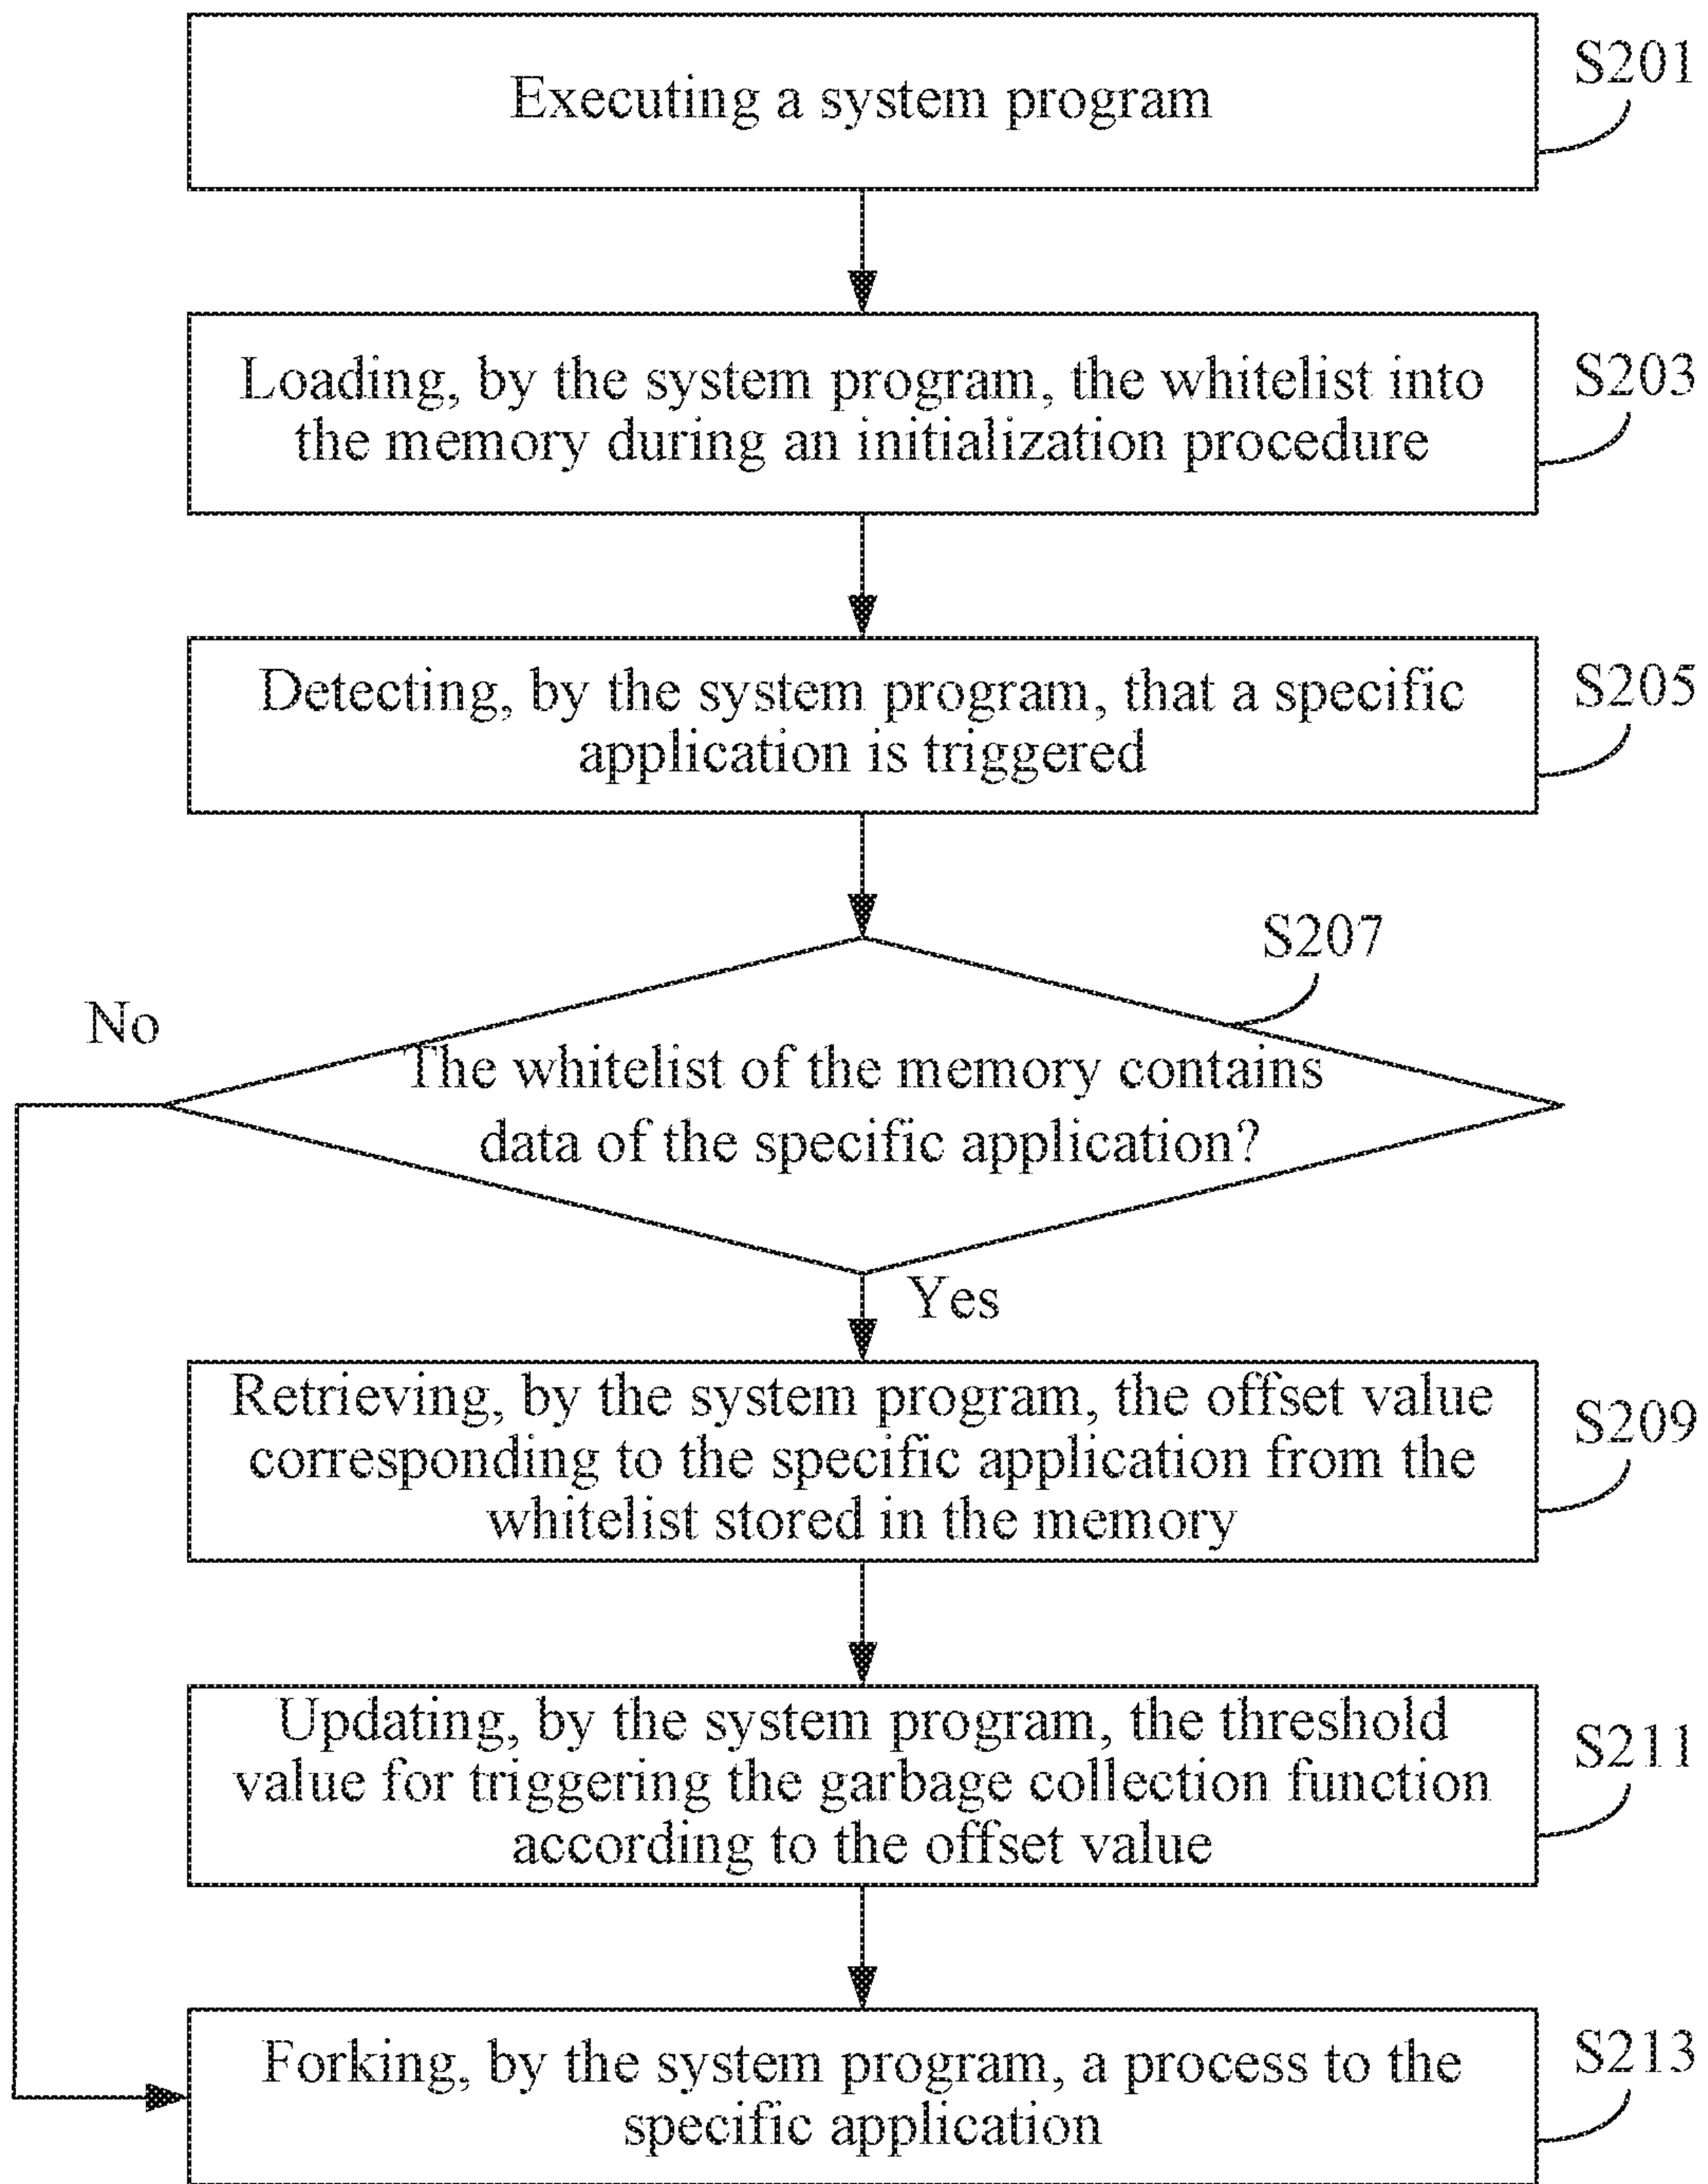 Executing a system program
S201
Loading, by the system program, the whitelist into
the memory during an initialization procedure
S203
Detecting, by the system program, that a specific
application is triggered
S205
S207
No
The whitelist of the memory contains
data of the specific application?
Yes
Retrieving, by the system program, the offset value
corresponding to the specific application from the
whitelist stored in the memory
S209
Updating, by the system program, the threshold
value for triggering the garbage collection function
according to the offset value
S211
Forking, by the system program, a process to the
specific application
S213